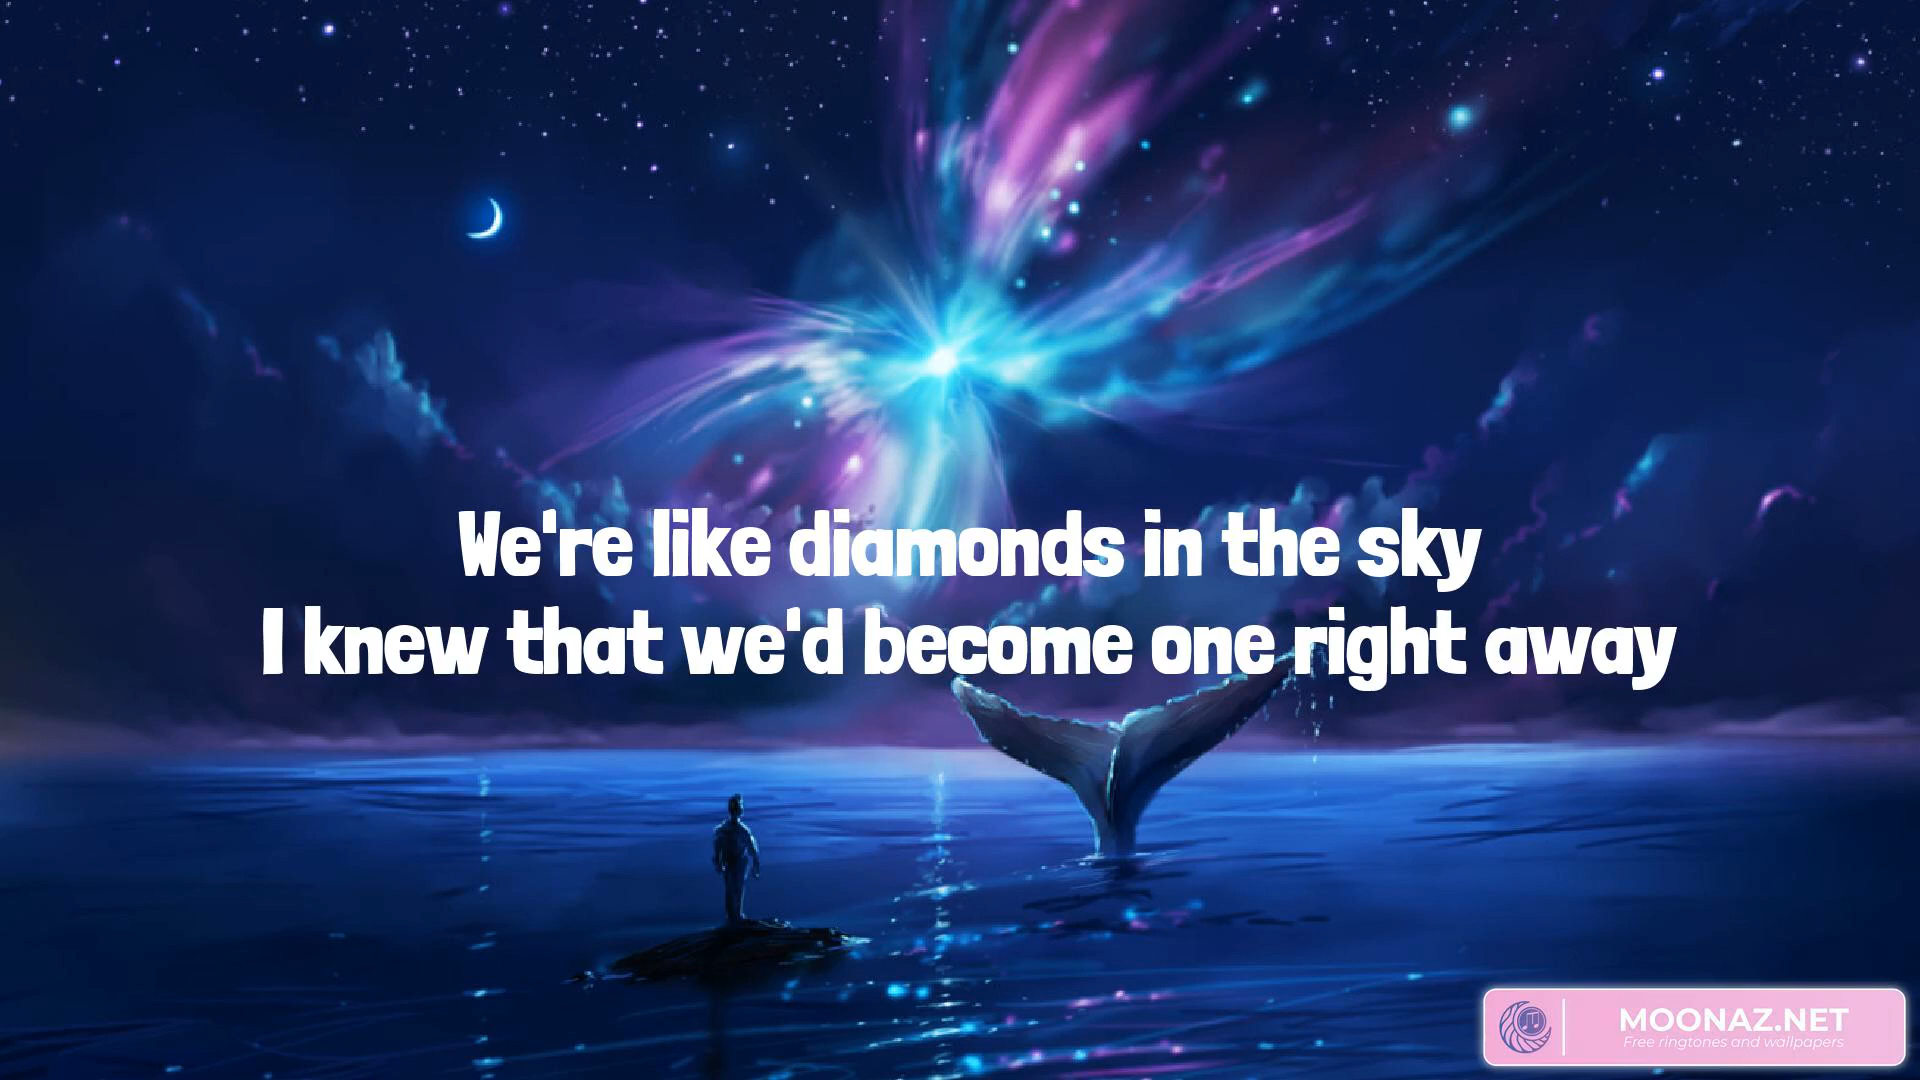 We're like diamonds in the sky
I knew that we'd become one right away
MOONAZ.NET
Free ringtones and wallpapers